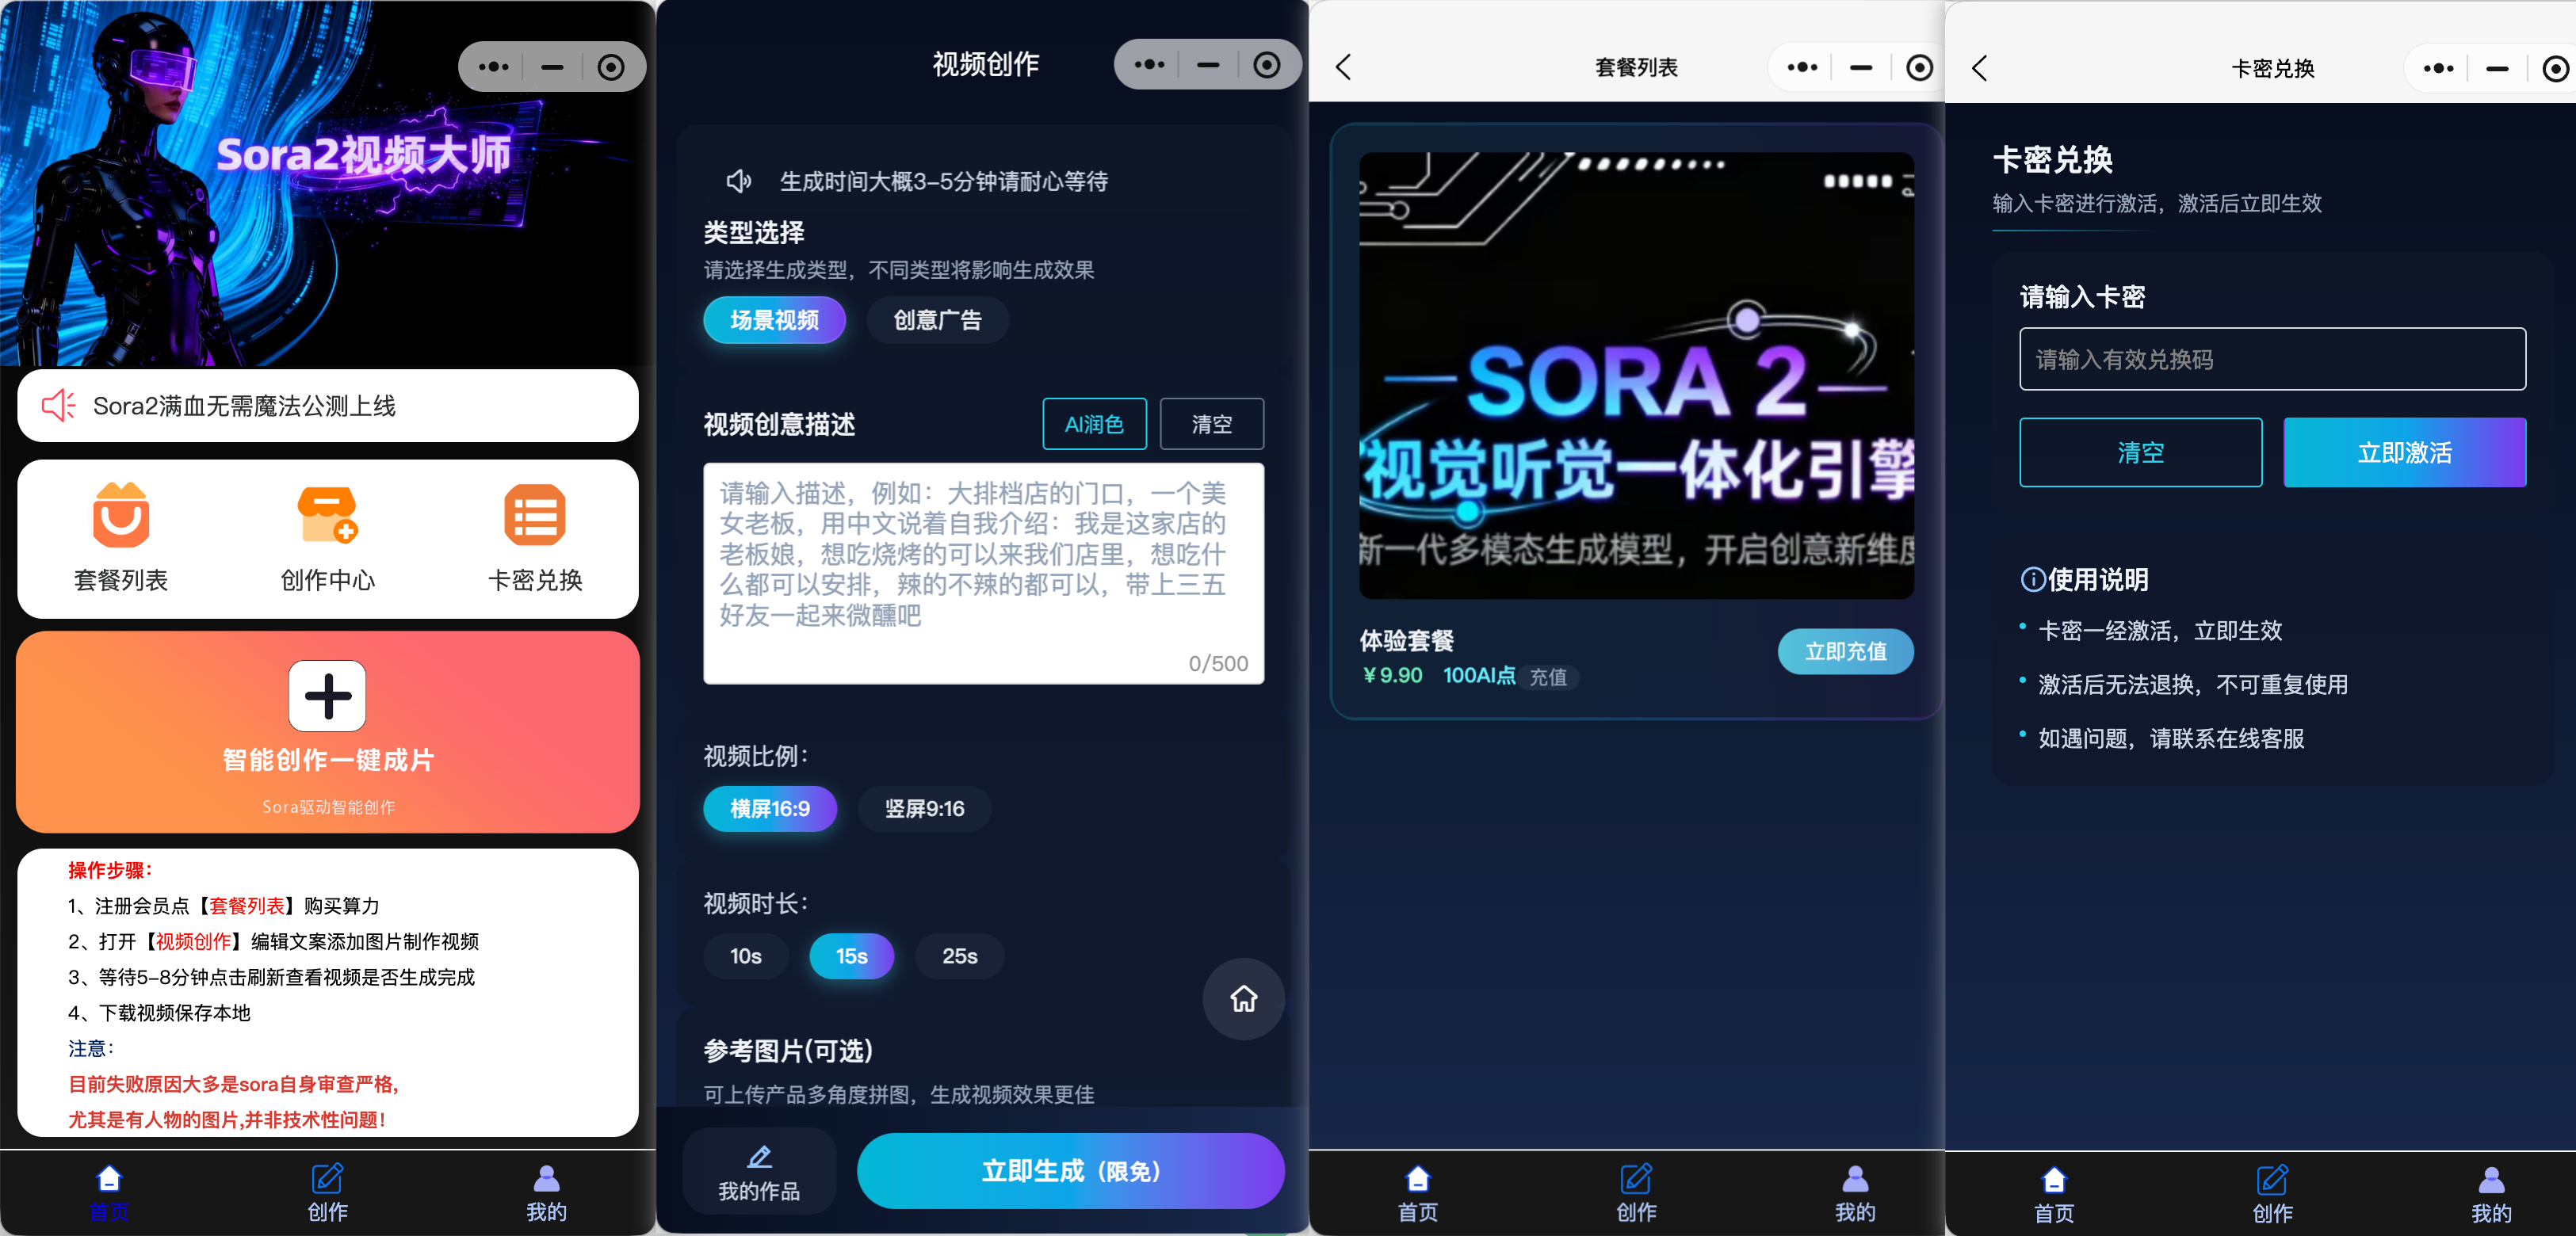 Sora2视频大师
Sora2满血无需魔法公测上线
套餐列表
创作中心
卡密兑换
智能创作一键成片
Sora驱动智能创作
操作步骤：
1、注册会员点【套餐列表】购买算力
2、打开【视频创作】编辑文案添加图片制作视频
3、等待5-8分钟点击刷新查看视频是否生成完成
4、下载视频保存本地
注意：
目前失败原因大多是sora自身审查严格,
尤其是有人物的图片,并非技术性问题！
首页
创作
我的
视频创作
生成时间大概3-5分钟请耐心等待
类型选择
请选择生成类型，不同类型将影响生成效果
场景视频
创意广告
视频创意描述
AI润色
清空
请输入描述，例如：大排档店的门口，一个美
女老板，用中文说着自我介绍：我是这家店的
老板娘，想吃烧烤的可以来我们店里，想吃什
么都可以安排，辣的不辣的都可以，带上三五
好友一起来微醺吧
0/500
视频比例：
横屏16:9
竖屏9:16
视频时长：
10s
15s
25s
参考图片(可选)
可上传产品多角度拼图，生成视频效果更佳
我的作品
立即生成（限免）
套餐列表
SORA 2
视觉听觉一体化引擎
新一代多模态生成模型，开启创意新维度
体验套餐
¥9.90 100AI点 充值
立即充值
首页
创作
我的
卡密兑换
卡密兑换
输入卡密进行激活，激活后立即生效
请输入卡密
请输入有效兑换码
清空
立即激活
使用说明
卡密一经激活，立即生效
激活后无法退换，不可重复使用
如遇问题，请联系在线客服
首页
创作
我的